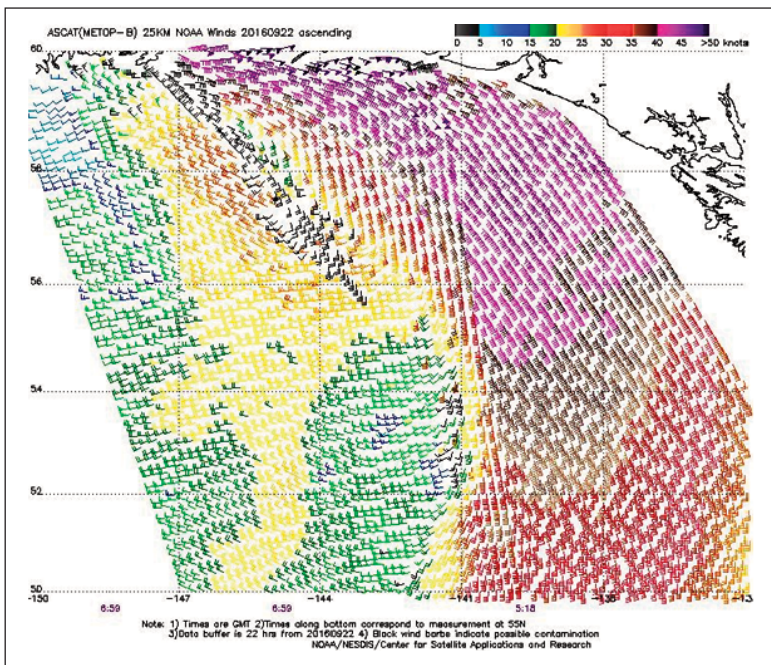 ASCAT(METOP-B) 25KM NOAA Winds 20160922 ascending
0 5 10 15 20 25 30 35 40 45 >50 knots
60
58
56
54
52
50
-150 -147 -144 -141 -138 -13
6:59 6:59 5:18
Note: 1) Times are GMT 2)Times along bottom correspond to measurement at 55N
3)Data buffer is 22 hrs from 20160922 4) Black wind barbs indicate possible contamination
NOAA/NESDIS/Center for Satellite Applications and Research